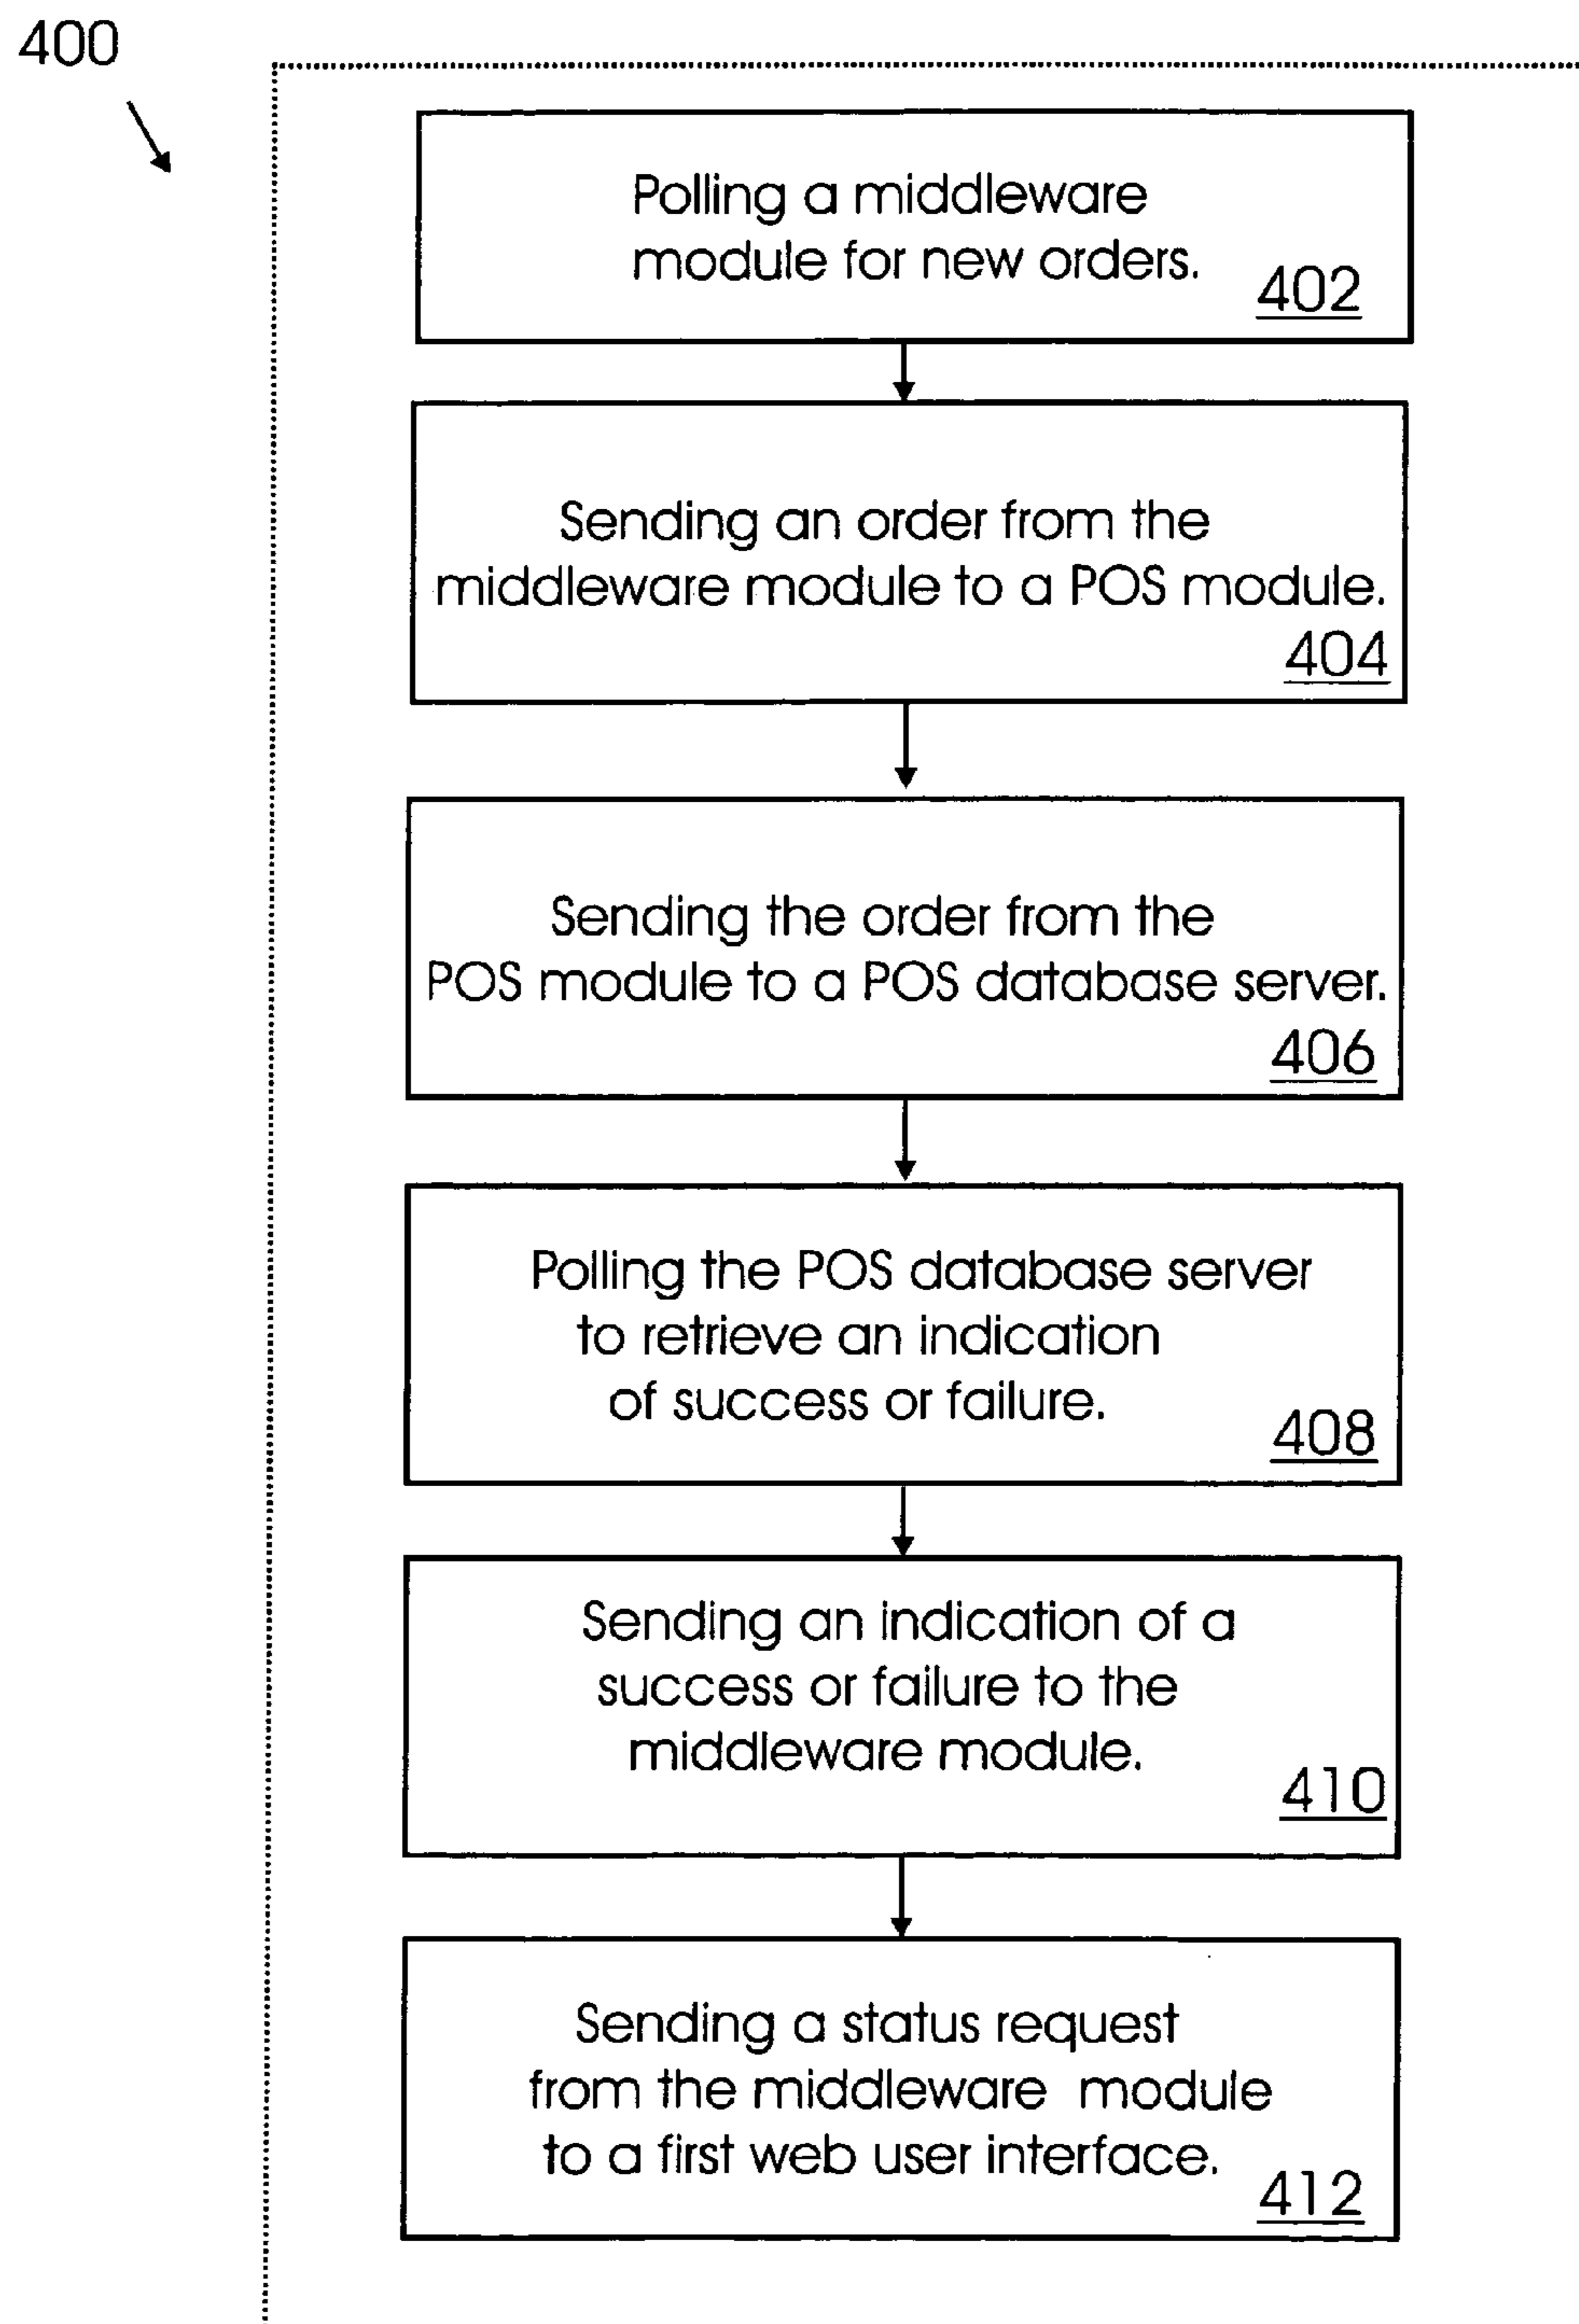 400
Polling a middleware
module for new orders.
402
Sending an order from the
middleware module to a POS module.
404
Sending the order from the
POS module to a POS database server.
406
Polling the POS database server
to retrieve an indication
of success or failure.
408
Sending an indication of a
success or failure to the
middleware module.
410
Sending a status request
from the middleware module
to a first web user interface.
412